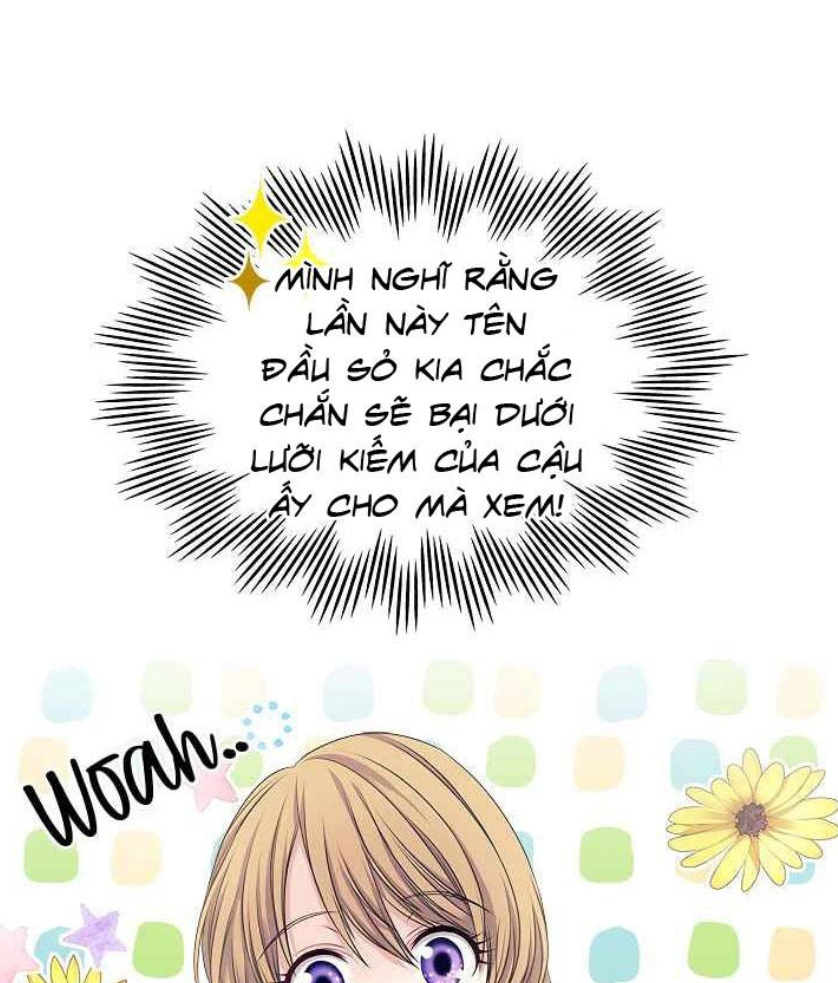 MÌNH NGHĨ RẰNG
LẦN NÀY TÊN
ĐẦU SỎ KIA CHẮC
CHẮN SẼ BẠI DƯỚI
LƯỠI KIẾM CỦA CẬU
ẤY CHO MÀ XEM!
Woah..